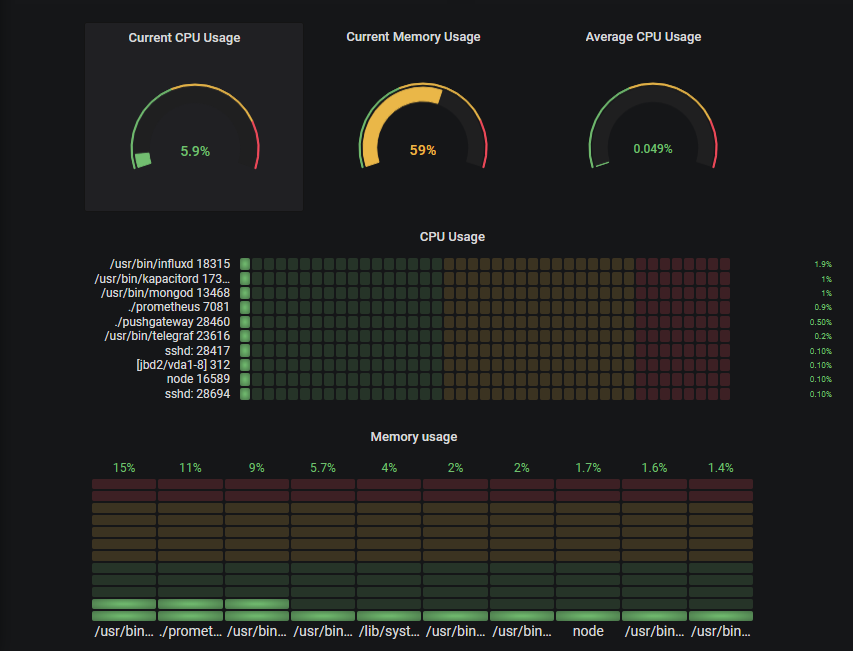 Current CPU Usage Current Memory Usage Average CPU Usage
5.9% 59% 0.049%
CPU Usage
/usr/bin/influxd 18315 1.9%
/usr/bin/kapacitord 173... 1%
/usr/bin/mongod 13468 1%
./prometheus 7081 0.9%
./pushgateway 28460 0.50%
/usr/bin/telegraf 23616 0.2%
sshd: 28417 0.10%
[jbd2/vda1-8] 312 0.10%
node 16589 0.10%
sshd: 28694 0.10%
Memory usage
15% 11% 9% 5.7% 4% 2% 2% 1.7% 1.6% 1.4%
/usr/bin... ./promet... /usr/bin... /usr/bin... /lib/syst... /usr/bin... /usr/bin... node /usr/bin... /usr/bin...